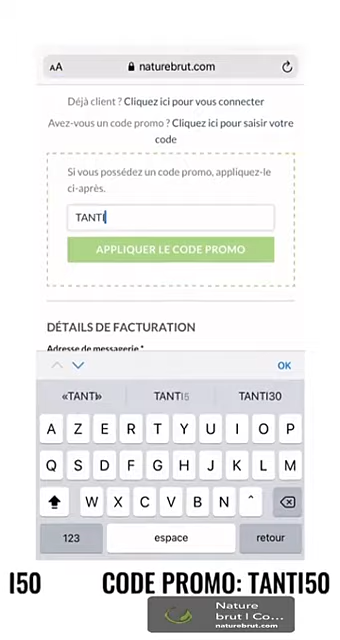 AA naturebrut.com
Déjà client ? Cliquez ici pour vous connecter
Avez-vous un code promo ? Cliquez ici pour saisir votre
code
Si vous possédez un code promo, appliquez-le
ci-après.
TANTI
APPLIQUER LE CODE PROMO
DÉTAILS DE FACTURATION
Adresse de messagerie *
OK
«TANTI» TANTI5 TANTI30
A Z E R T Y U I O P
Q S D F G H J K L M
W X C V B N ^
123 espace retour
I50 CODE PROMO: TANTI50
Nature
brut | Co...
naturebrut.com